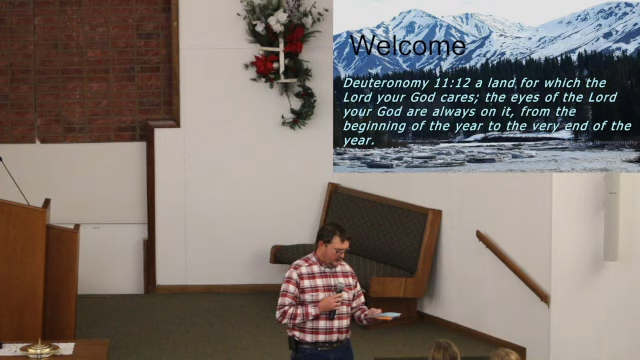 Welcome
Deuteronomy 11:12 a land for which the
Lord your God cares; the eyes of the Lord
your God are always on it, from the
beginning of the year to the very end of the
year.